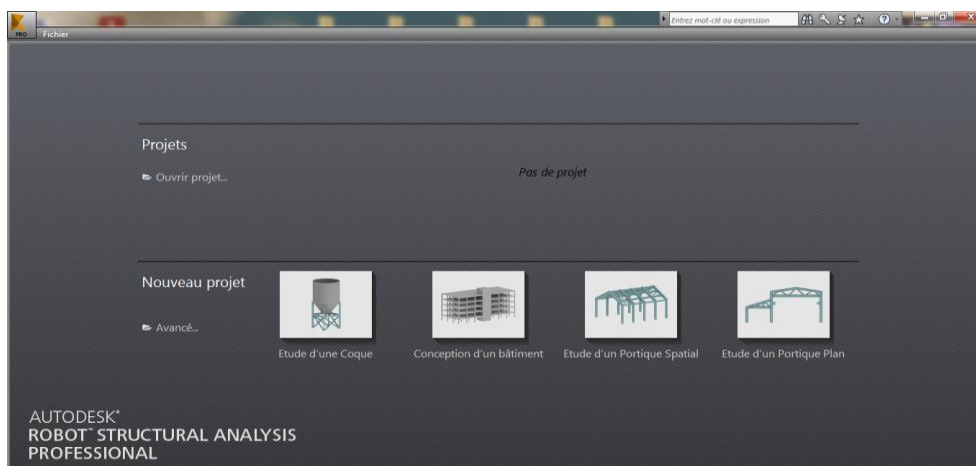 Entrez mot-clé ou expression
PRO
Fichier
Projets
Ouvrir projet...
Pas de projet
Nouveau projet
Avancé...
Etude d'une Coque
Conception d'un bâtiment
Etude d'un Portique Spatial
Etude d'un Portique Plan
AUTODESK®
ROBOT™ STRUCTURAL ANALYSIS
PROFESSIONAL